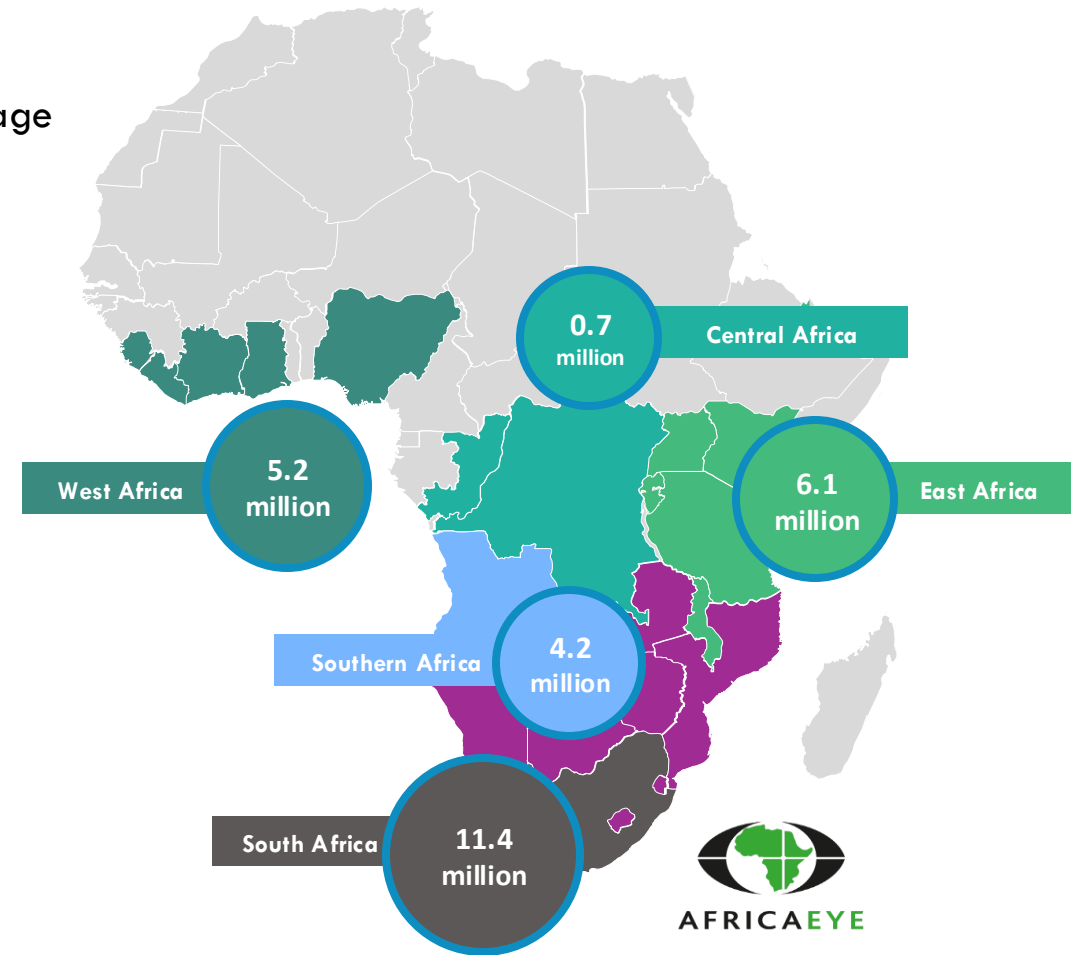 0.7
million
Central Africa
West Africa
5.2
million
6.1
million
East Africa
Southern Africa
4.2
million
South Africa
11.4
million
AFRICAEYE